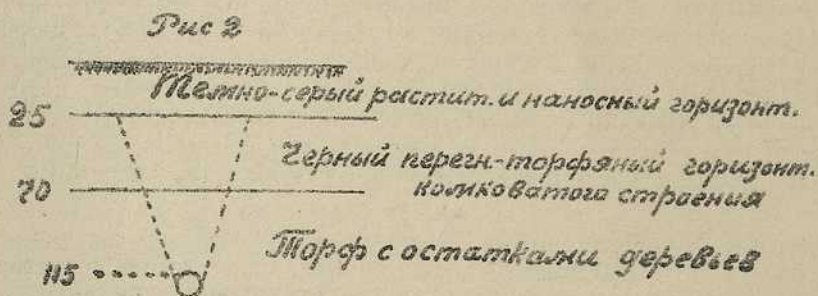 Рис 2
Темно-серый растит. и наносный горизонт.
25
Черный перегн-торфяный горизонт.
70
комковатого строения
Торф с остатками деревьев
115